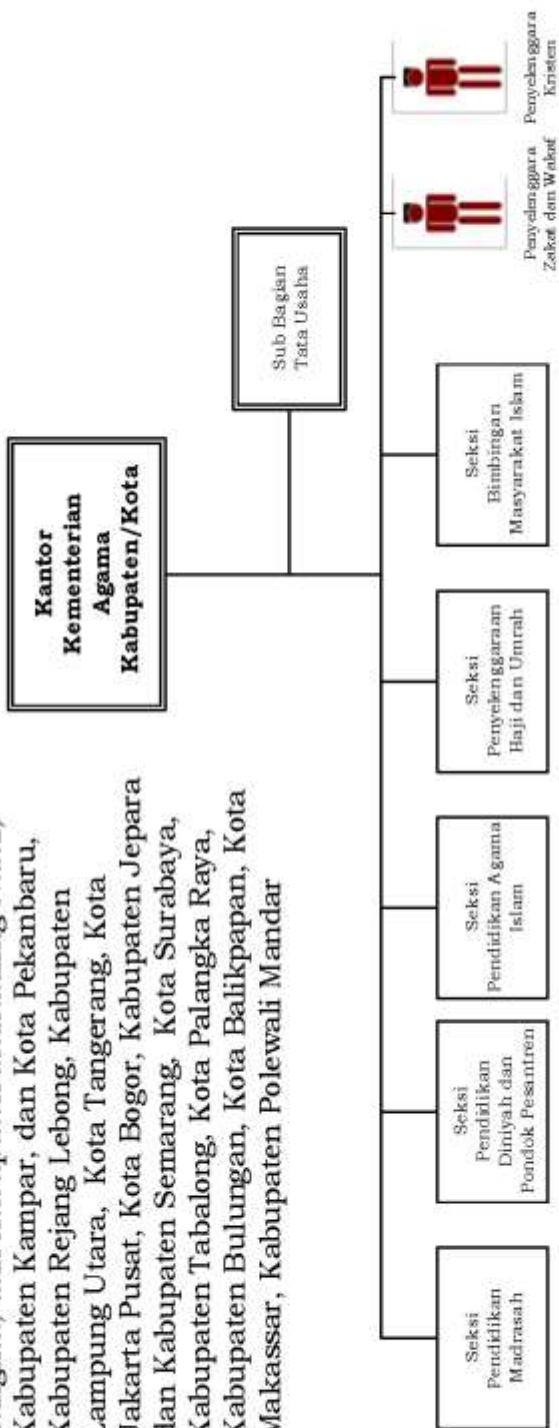 Kabupaten Kampar, dan Kota Pekanbaru,
Kabupaten Rejang Lebong, Kabupaten
Lampung Utara, Kota Tangerang, Kota
Jakarta Pusat, Kota Bogor, Kabupaten Jepara
dan Kabupaten Semarang, Kota Surabaya,
Kabupaten Tabalong, Kota Palangka Raya,
Kabupaten Bulungan, Kota Balikpapan, Kota
Makassar, Kabupaten Polewali Mandar
Kantor
Kementerian
Agama
Kabupaten/Kota
Sub Bagian
Tata Usaha
Seksi
Pendidikan
Madrasah
Seksi
Pendidikan
Diniyah dan
Pondok Pesantren
Seksi
Pendidikan Agama
Islam
Seksi
Penyelenggaraan
Haji dan Umrah
Seksi
Bimbingan
Masyarakat Islam
Penyelenggara
Zakat dan Wakaf
Penyelenggara
Kristen